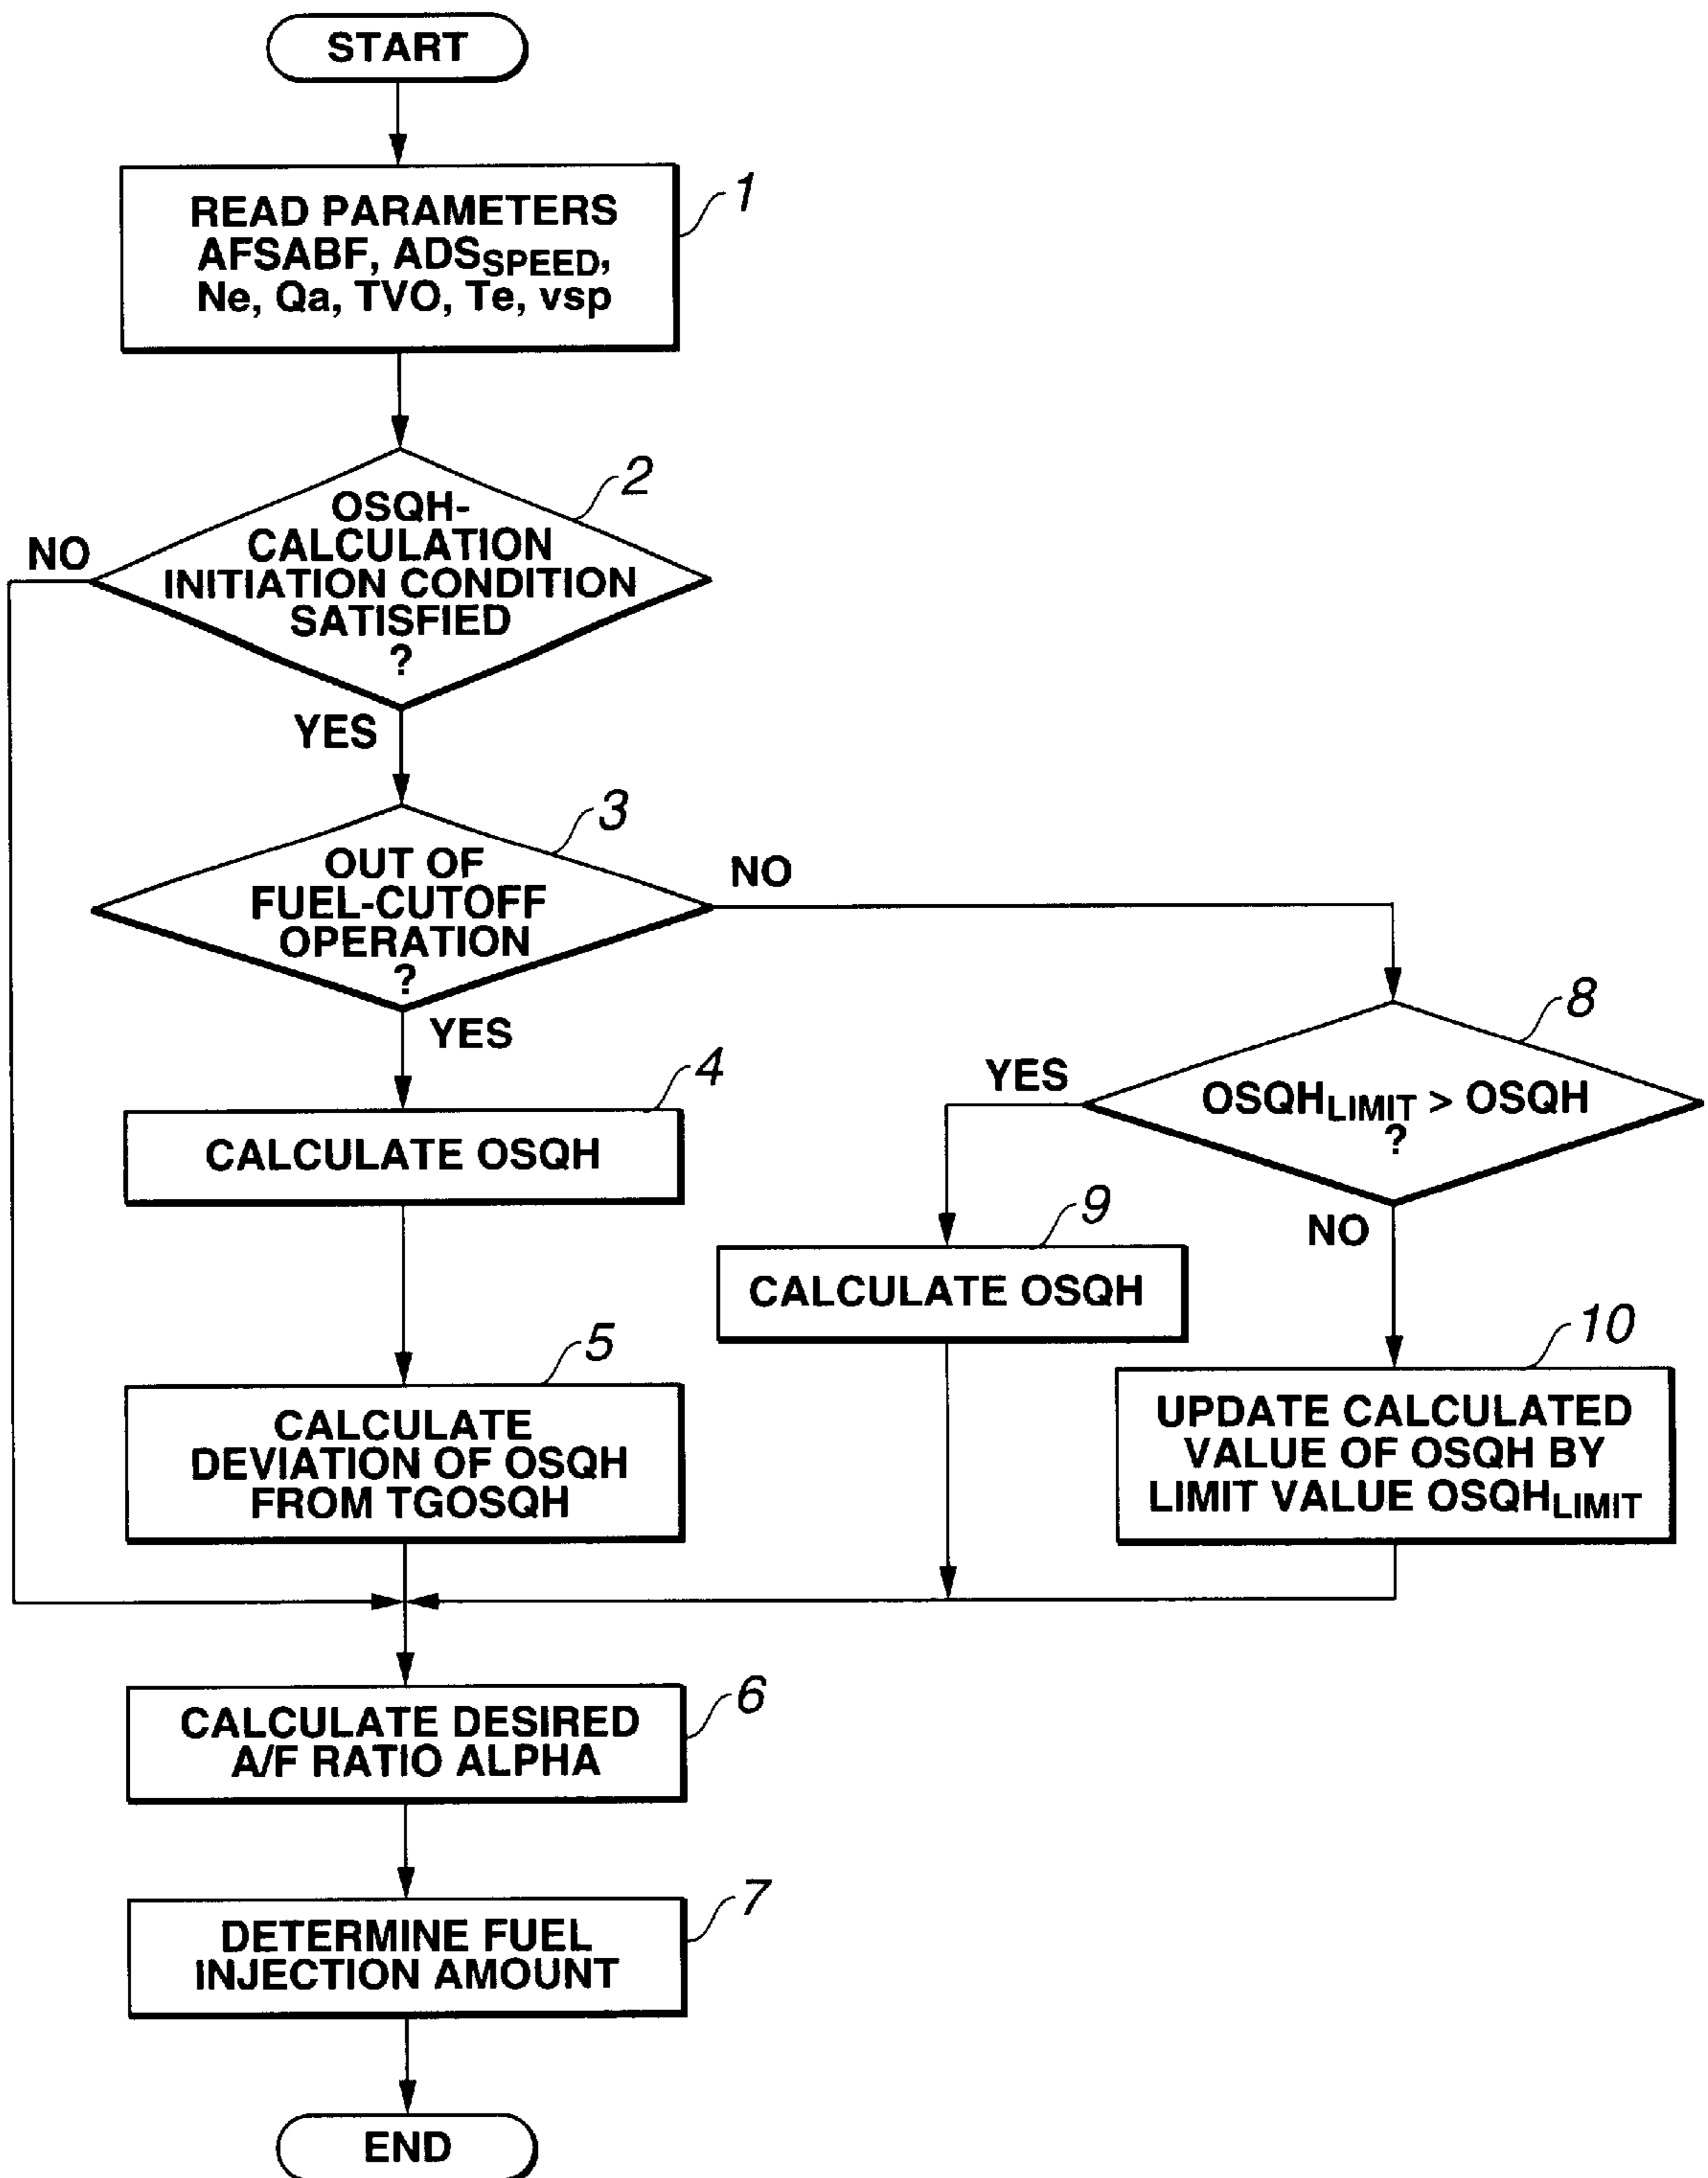 START
1
READ PARAMETERS
AFSABF, ADSSPEED,
Ne, Qa, TVO, Te, vsp
2
OSQH-
CALCULATION
INITIATION CONDITION
SATISFIED
?
NO
YES
3
OUT OF
FUEL-CUTOFF
OPERATION
?
NO
YES
8
OSQHLIMIT > OSQH
?
YES
NO
4
CALCULATE OSQH
9
CALCULATE OSQH
5
CALCULATE
DEVIATION OF OSQH
FROM TGOSQH
10
UPDATE CALCULATED
VALUE OF OSQH BY
LIMIT VALUE OSQHLIMIT
6
CALCULATE DESIRED
A/F RATIO ALPHA
7
DETERMINE FUEL
INJECTION AMOUNT
END